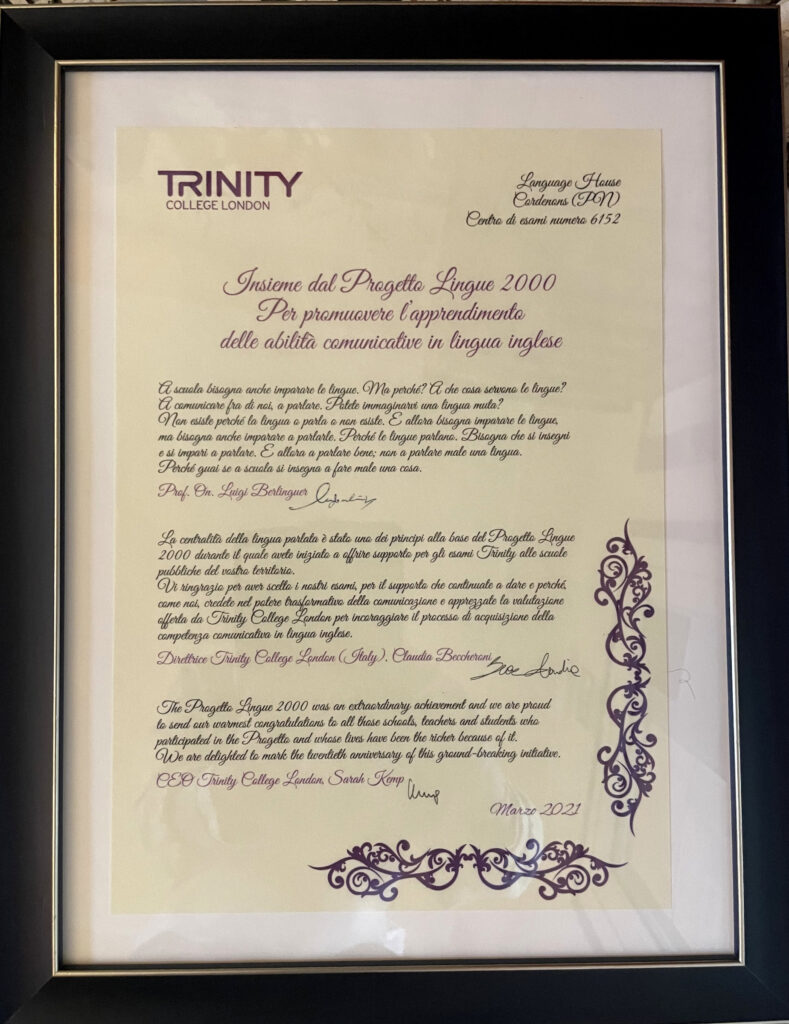 TRINITY
COLLEGE LONDON
Language House
Cordenons (PN)
Centro di esami numero 6152
Insieme dal Progetto Lingue 2000
Per promuovere l'apprendimento
delle abilità comunicative in lingua inglese
A scuola bisogna anche imparare le lingue. Ma perché? A che cosa servono le lingue?
A comunicare fra di noi, a parlare. Potete immaginarvi una lingua muta?
Non esiste perché la lingua o parla o non esiste. E allora bisogna imparare le lingue,
ma bisogna anche imparare a parlarle. Perché le lingue parlano. Bisogna che si insegni
e si impari a parlare. E allora a parlare bene; non a parlare male una lingua.
Perché guai se a scuola si insegna a fare male una cosa.
Prof. On. Luigi Berlinguer
La centralità della lingua parlata è stato uno dei principi alla base del Progetto Lingue
2000 durante il quale avete iniziato a offrire supporto per gli esami Trinity alle scuole
pubbliche del vostro territorio.
Vi ringrazio per aver scelto i nostri esami, per il supporto che continuate a dare e perché,
come noi, credete nel potere trasformativo della comunicazione e apprezzate la valutazione
offerta da Trinity College London per incoraggiare il processo di acquisizione della
competenza comunicativa in lingua inglese.
Direttrice Trinity College London (Italy), Claudia Beccheroni
The Progetto Lingue 2000 was an extraordinary achievement and we are proud
to send our warmest congratulations to all those schools, teachers and students who
participated in the Progetto and whose lives have been the richer because of it.
We are delighted to mark the twentieth anniversary of this ground-breaking initiative.
CEO Trinity College London, Sarah Kemp
Marzo 2021